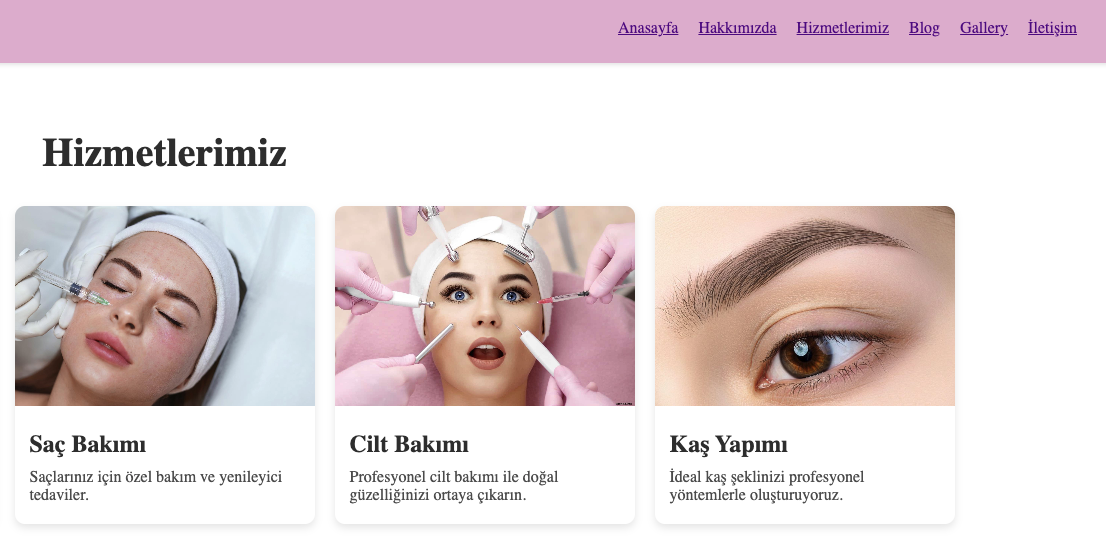 Anasayfa Hakkımızda Hizmetlerimiz Blog Gallery İletişim
Hizmetlerimiz
Saç Bakımı
Saçlarınız için özel bakım ve yenileyici
tedaviler.
Cilt Bakımı
Profesyonel cilt bakımı ile doğal
güzelliğinizi ortaya çıkarın.
Kaş Yapımı
İdeal kaş şeklinizi profesyonel
yöntemlerle oluşturuyoruz.